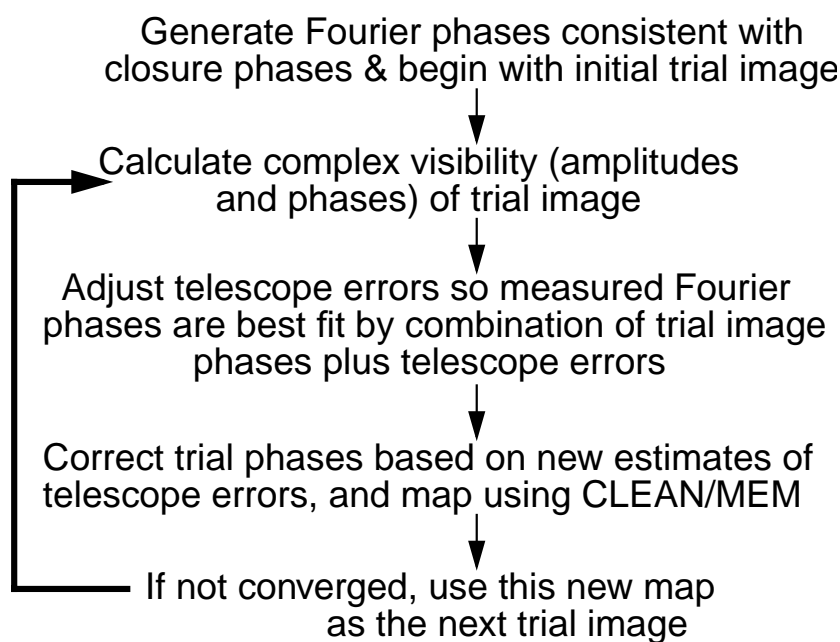 Generate Fourier phases consistent with
closure phases & begin with initial trial image
Calculate complex visibility (amplitudes
and phases) of trial image
Adjust telescope errors so measured Fourier
phases are best fit by combination of trial image
phases plus telescope errors
Correct trial phases based on new estimates of
telescope errors, and map using CLEAN/MEM
If not converged, use this new map
as the next trial image